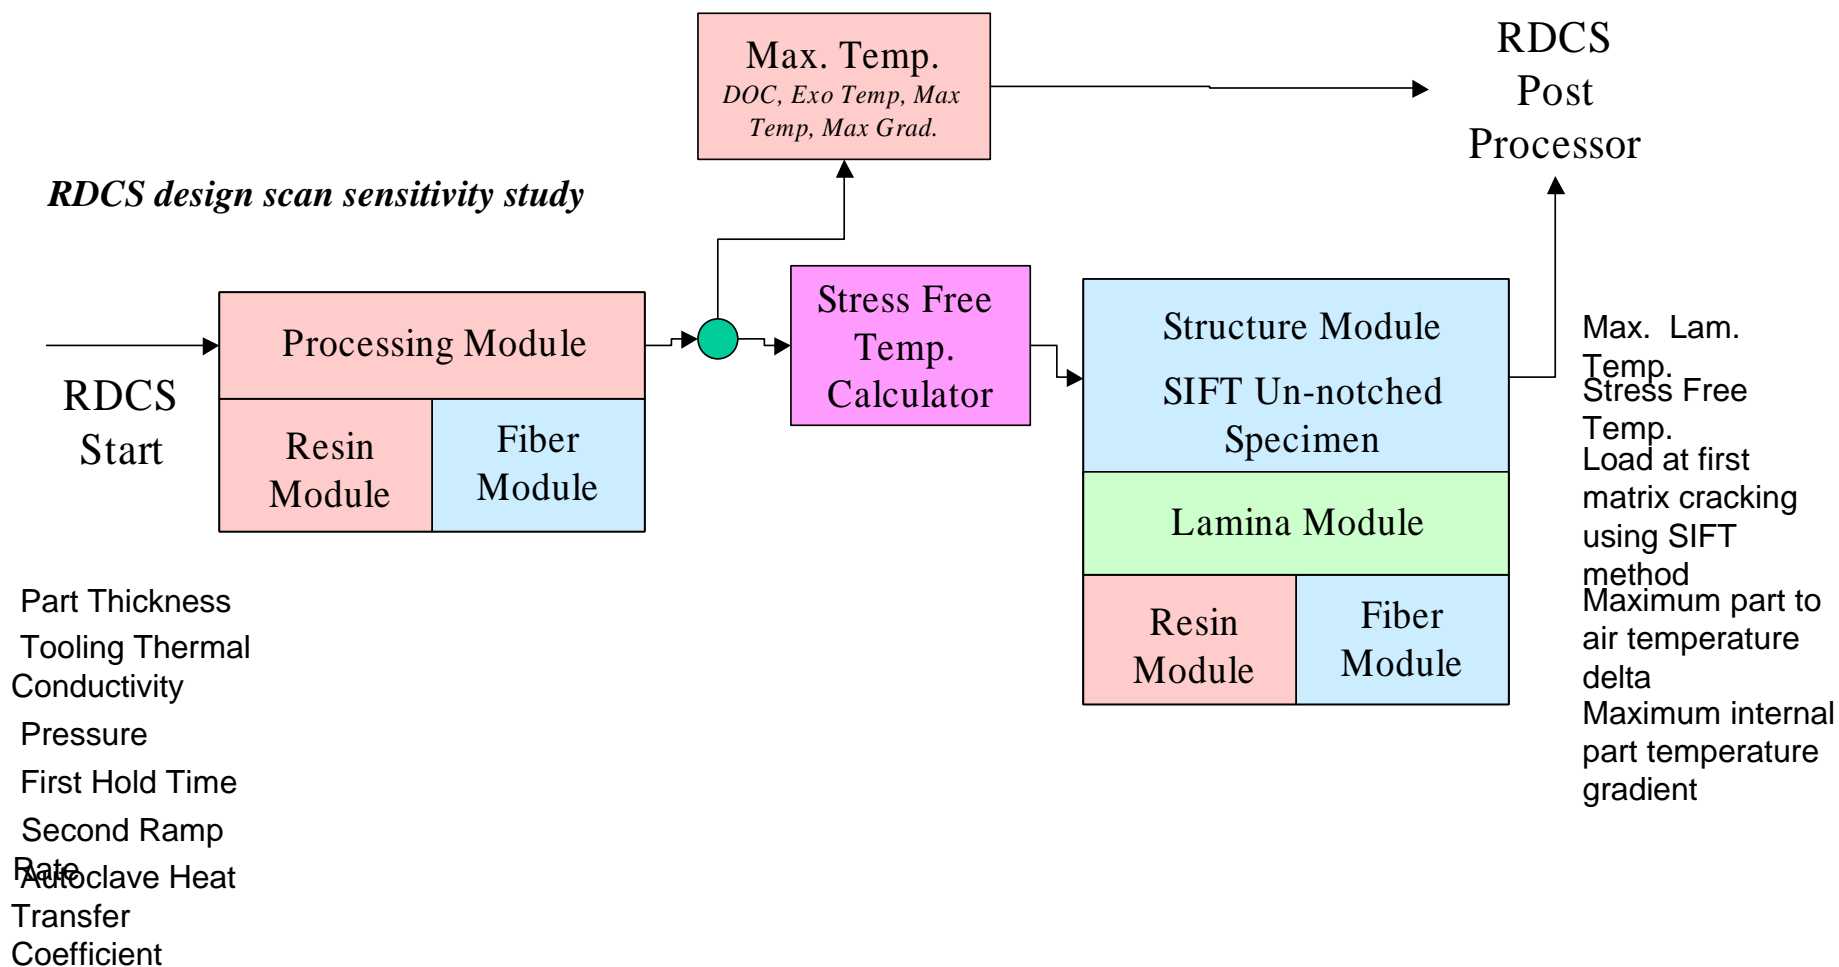 Max. Temp.
DOC, Exo Temp, Max
Temp, Max Grad.
RDCS
Post
Processor
RDCS design scan sensitivity study
RDCS
Start
Processing Module
Resin
Module
Fiber
Module
Stress Free
Temp.
Calculator
Structure Module
SIFT Un-notched
Specimen
Lamina Module
Resin
Module
Fiber
Module
Part Thickness
Tooling Thermal
Conductivity
Pressure
First Hold Time
Second Ramp
Rate
Autoclave Heat
Transfer
Coefficient
Max. Lam.
Temp.
Stress Free
Temp.
Load at first
matrix cracking
using SIFT
method
Maximum part to
air temperature
delta
Maximum internal
part temperature
gradient